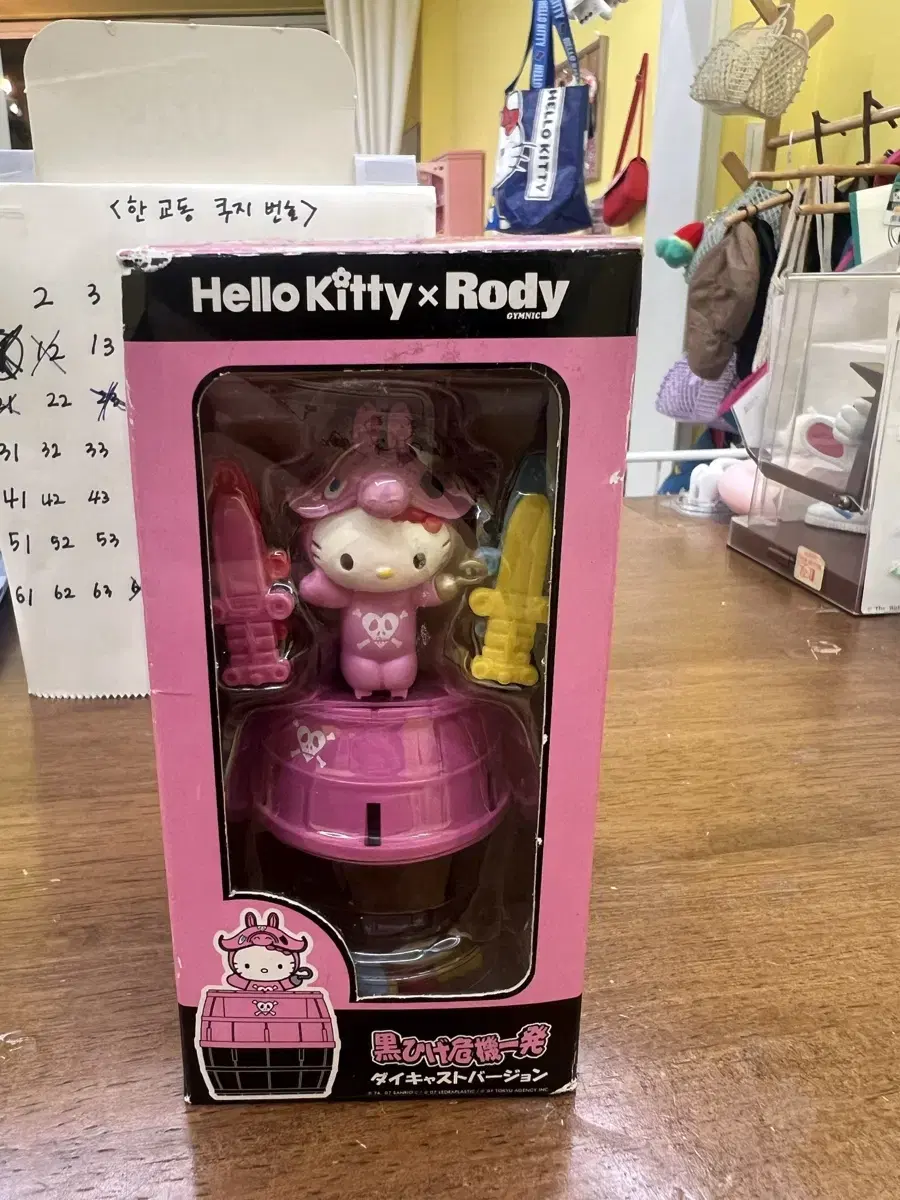 <한교동 쿠지 번호>
2 3
12 13
22
31 32 33
41 42 43
51 52 53
61 62 63
HELLO KITTY
HELLO KITTY
Hello Kitty × Rody
GYMNIC
黒ひげ危機一発
ダイキャストバージョン